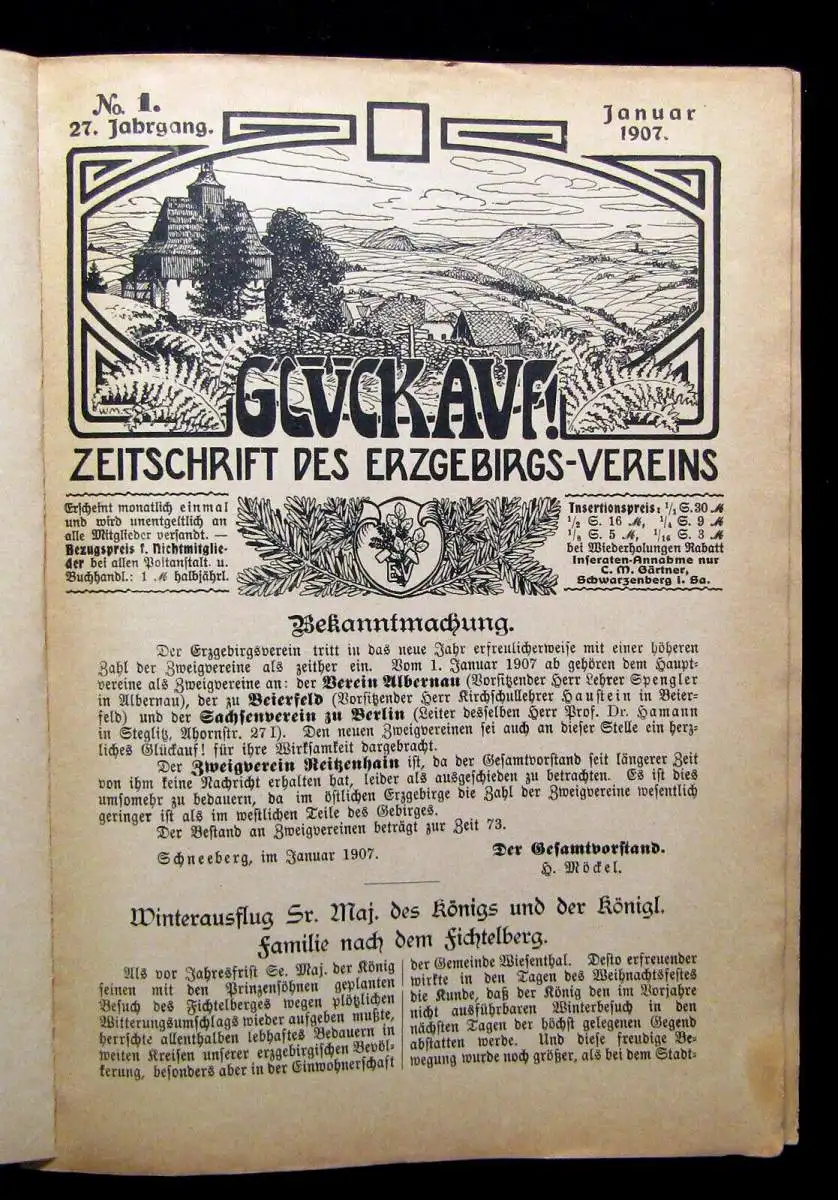 No. 1.
27. Jahrgang.
Januar
1907.
W.M.
GLÜCKAUF!
ZEITSCHRIFT DES ERZGEBIRGS-VEREINS
Erscheint monatlich einmal
und wird unentgeltlich an
alle Mitglieder versandt. —
Bezugspreis f. Nichtmitglie-
der bei allen Postanstalt. u.
Buchhandl.: 1 M halbjährl.
Insertionspreis: 1/1 S. 30 M
1/2 S. 16 M, 1/4 S. 9 M
1/8 S. 5 M, 1/16 S. 3 M
bei Wiederholungen Rabatt
Inseraten-Annahme nur
C. M. Gärtner,
Schwarzenberg i. Sa.
Bekanntmachung.
Der Erzgebirgsverein tritt in das neue Jahr erfreulicherweise mit einer höheren
Zahl der Zweigvereine als zeither ein. Vom 1. Januar 1907 ab gehören dem Haupt-
vereine als Zweigvereine an: der Verein Albernau (Vorsitzender Herr Lehrer Spengler
in Albernau), der zu Beierfeld (Vorsitzender Herr Kirchschullehrer Haustein in Beier-
feld) und der Sachsenverein zu Berlin (Leiter desselben Herr Prof. Dr. Hamann
in Steglitz, Ahornstr. 27 I). Den neuen Zweigvereinen sei auch an dieser Stelle ein herz-
liches Glückauf! für ihre Wirksamkeit dargebracht.
Der Zweigverein Reitzenhain ist, da der Gesamtvorstand seit längerer Zeit
von ihm keine Nachricht erhalten hat, leider als ausgeschieden zu betrachten. Es ist dies
umsomehr zu bedauern, da im östlichen Erzgebirge die Zahl der Zweigvereine wesentlich
geringer ist als im westlichen Teile des Gebirges.
Der Bestand an Zweigvereinen beträgt zur Zeit 73.
Schneeberg, im Januar 1907.
Der Gesamtvorstand.
H. Möckel.
Winterausflug Sr. Maj. des Königs und der Königl.
Familie nach dem Fichtelberg.
Als vor Jahresfrist Se. Maj. der König
seinen mit den Prinzensöhnen geplanten
Besuch des Fichtelberges wegen plötzlichen
Witterungsumschlags wieder aufgeben mußte,
herrschte allenthalben lebhaftes Bedauern in
weiten Kreisen unserer erzgebirgischen Bevöl-
kerung, besonders aber in der Einwohnerschaft
der Gemeinde Wiesenthal. Desto erfreuender
wirkte in den Tagen des Weihnachtsfestes
die Kunde, daß der König den im Vorjahre
nicht ausführbaren Winterbesuch in den
nächsten Tagen der höchst gelegenen Gegend
abstatten werde. Und diese freudige Be-
wegung wurde noch größer, als bei dem Stadt-